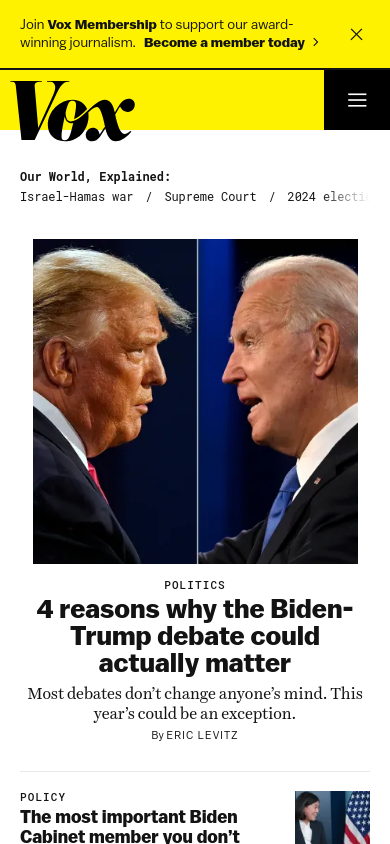 Join Vox Membership to support our award-
winning journalism. Become a member today
Vox
Our World, Explained:
Israel-Hamas war / Supreme Court / 2024 electi
POLITICS
4 reasons why the Biden-
Trump debate could
actually matter
Most debates don’t change anyone’s mind. This
year’s could be an exception.
By ERIC LEVITZ
POLICY
The most important Biden
Cabinet member you don’t